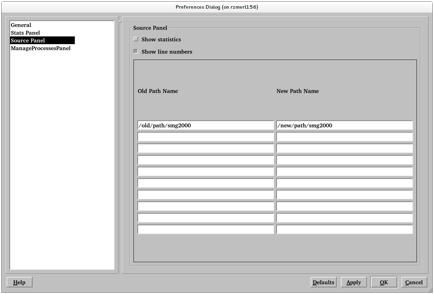 Preferences Dialog (on rzmerl156)
General
Stats Panel
Source Panel
ManageProcessesPanel
Source Panel
Show statistics
Show line numbers
Old Path Name New Path Name
/old/path/smg2000 /new/path/smg2000
Help Defaults Apply OK Cancel